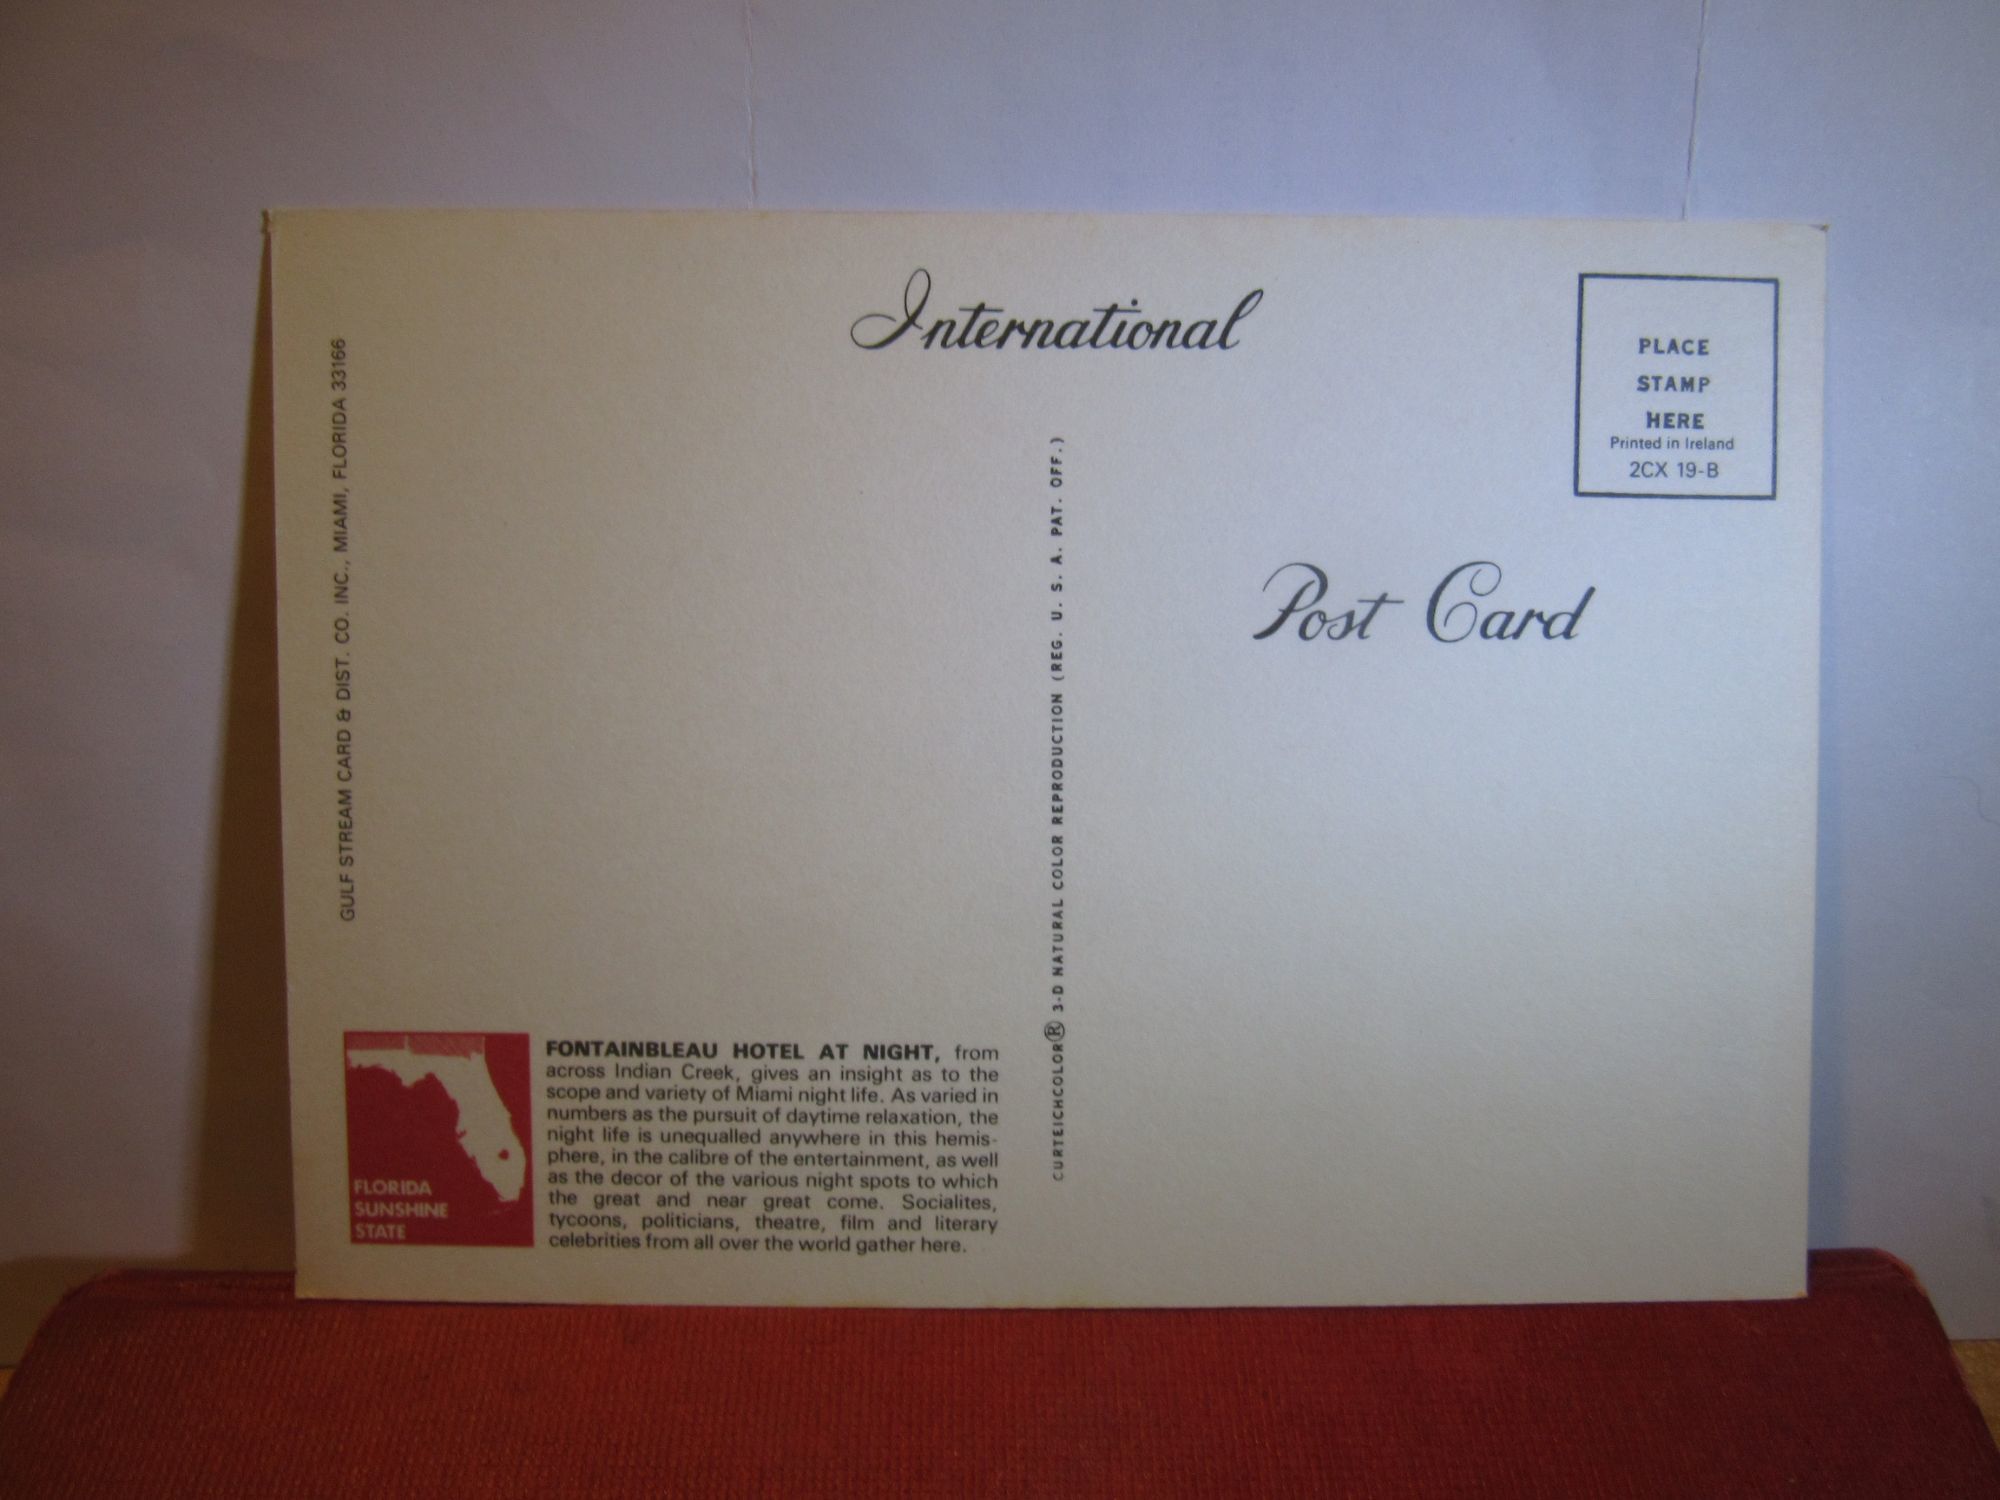 International
PLACE
STAMP
HERE
Printed in Ireland
2CX 19-B
Post Card
GULF STREAM CARD & DIST. CO. INC., MIAMI, FLORIDA 33166
CURTEICHCOLOR® 3-D NATURAL COLOR REPRODUCTION (REG. U. S. A. PAT. OFF.)
FLORIDA
SUNSHINE
STATE
FONTAINBLEAU HOTEL AT NIGHT, from
across Indian Creek, gives an insight as to the
scope and variety of Miami night life. As varied in
numbers as the pursuit of daytime relaxation, the
night life is unequalled anywhere in this hemis-
phere, in the calibre of the entertainment, as well
as the decor of the various night spots to which
the great and near great come. Socialites,
tycoons, politicians, theatre, film and literary
celebrities from all over the world gather here.